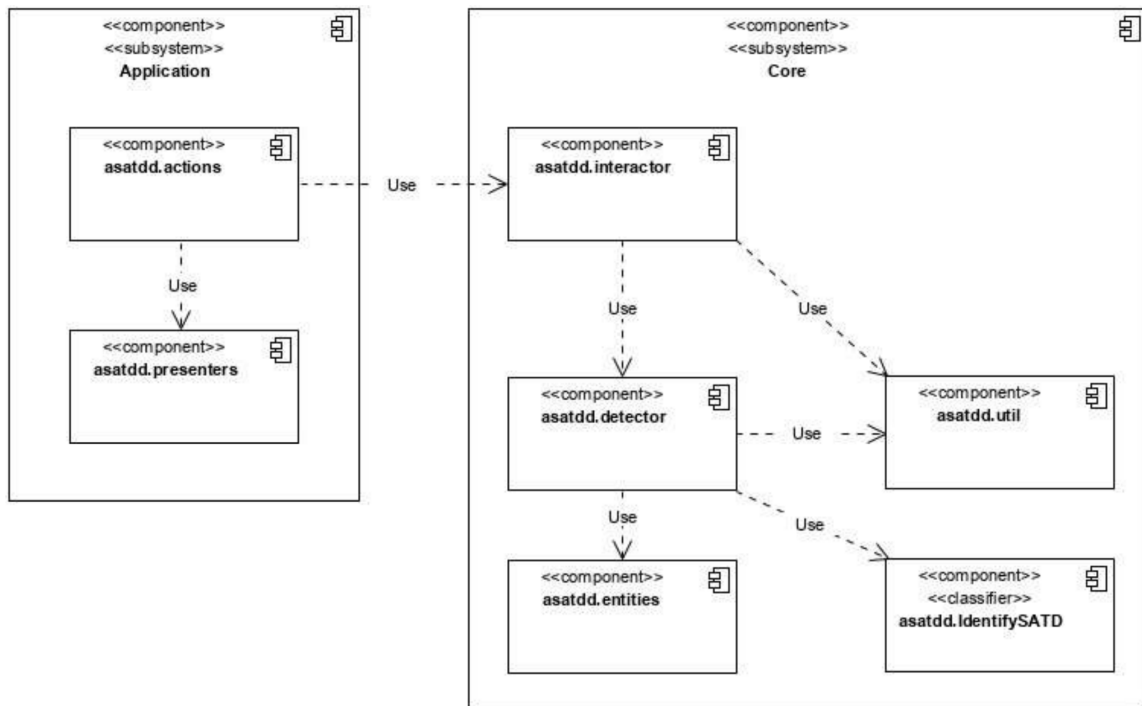 <<component>>
<<subsystem>>
Application
<<component>>
asatdd.actions
Use
<<component>>
asatdd.presenters
Use
<<component>>
<<subsystem>>
Core
<<component>>
asatdd.interactor
Use
Use
<<component>>
asatdd.detector
Use
<<component>>
asatdd.util
Use
Use
<<component>>
asatdd.entities
<<component>>
<<classifier>>
asatdd.IdentifySATD